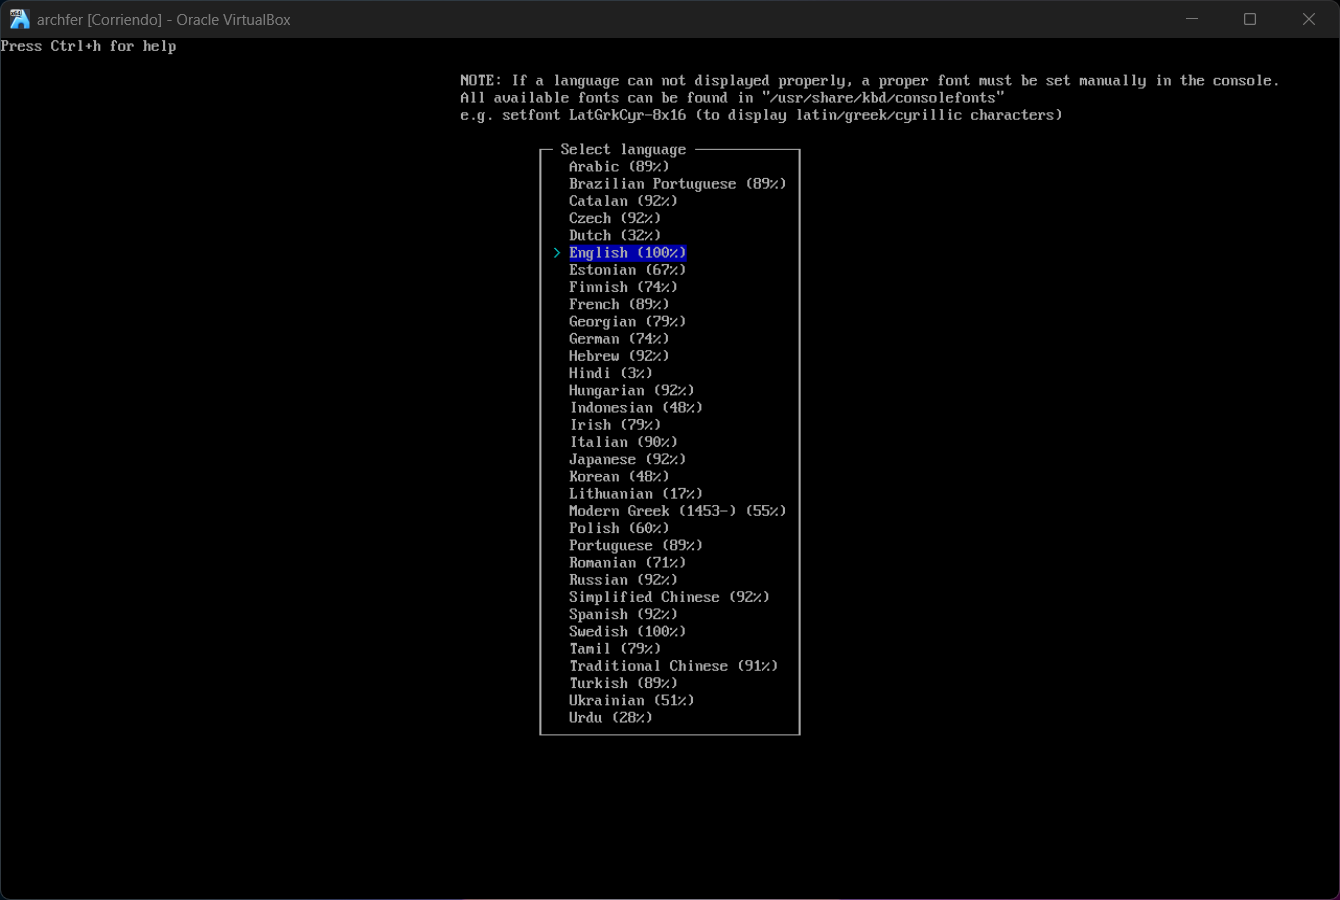 archfer [Corriendo] - Oracle VirtualBox
Press Ctrl+h for help
NOTE: If a language can not displayed properly, a proper font must be set manually in the console.
All available fonts can be found in "/usr/share/kbd/consolefonts"
e.g. setfont LatGrkCyr-8x16 (to display latin/greek/cyrillic characters)
Select language
Arabic (89%)
Brazilian Portuguese (89%)
Catalan (92%)
Czech (92%)
Dutch (32%)
> English (100%)
Estonian (67%)
Finnish (74%)
French (89%)
Georgian (79%)
German (74%)
Hebrew (92%)
Hindi (3%)
Hungarian (92%)
Indonesian (48%)
Irish (79%)
Italian (90%)
Japanese (92%)
Korean (48%)
Lithuanian (17%)
Modern Greek (1453-) (55%)
Polish (60%)
Portuguese (89%)
Romanian (71%)
Russian (92%)
Simplified Chinese (92%)
Spanish (92%)
Swedish (100%)
Tamil (79%)
Traditional Chinese (91%)
Turkish (89%)
Ukrainian (51%)
Urdu (28%)